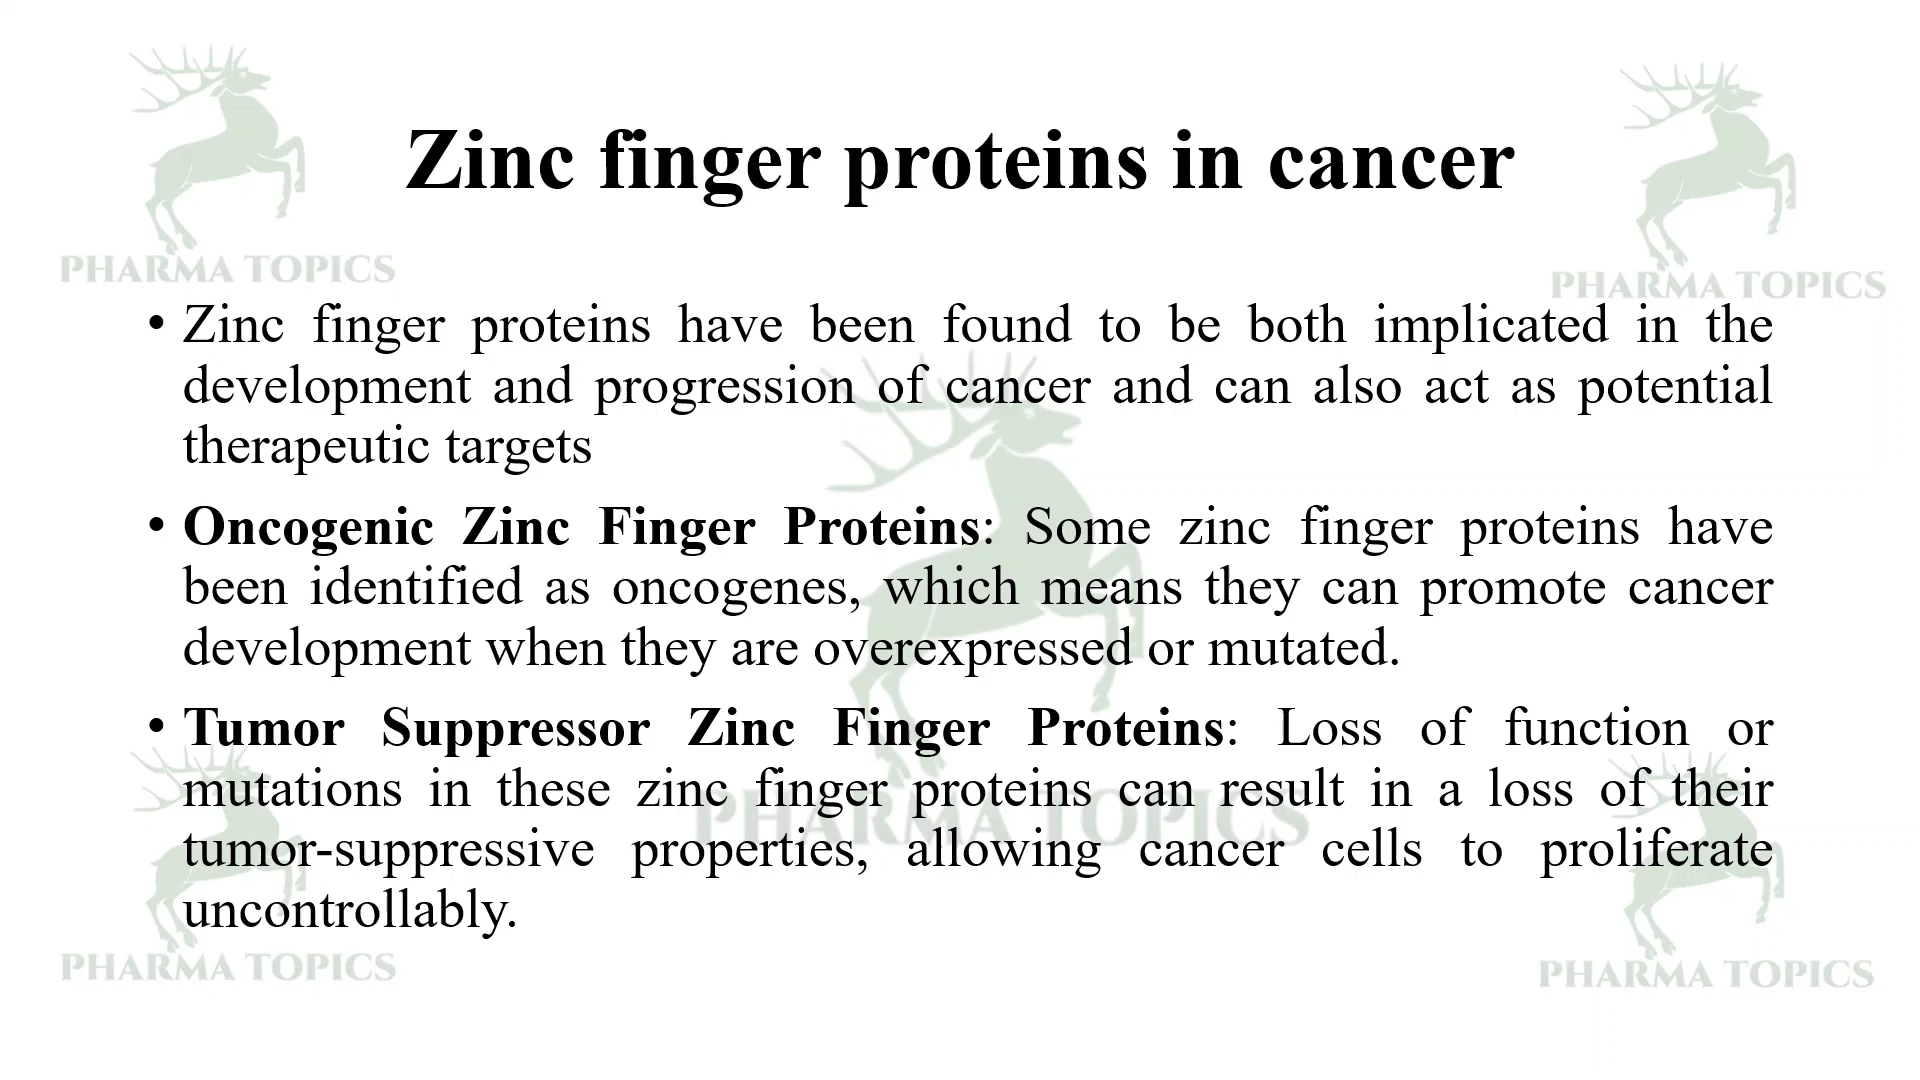 Zinc finger proteins in cancer
PHARMA TOPICS
PHARMA TOPICS
• Zinc finger proteins have been found to be both implicated in the
development and progression of cancer and can also act as potential
therapeutic targets
• Oncogenic Zinc Finger Proteins: Some zinc finger proteins have
been identified as oncogenes, which means they can promote cancer
development when they are overexpressed or mutated.
• Tumor Suppressor Zinc Finger Proteins: Loss of function or
mutations in these zinc finger proteins can result in a loss of their
PHARMA TOPICS
tumor-suppressive properties, allowing cancer cells to proliferate
uncontrollably.
PHARMA TOPICS
PHARMA TOPICS